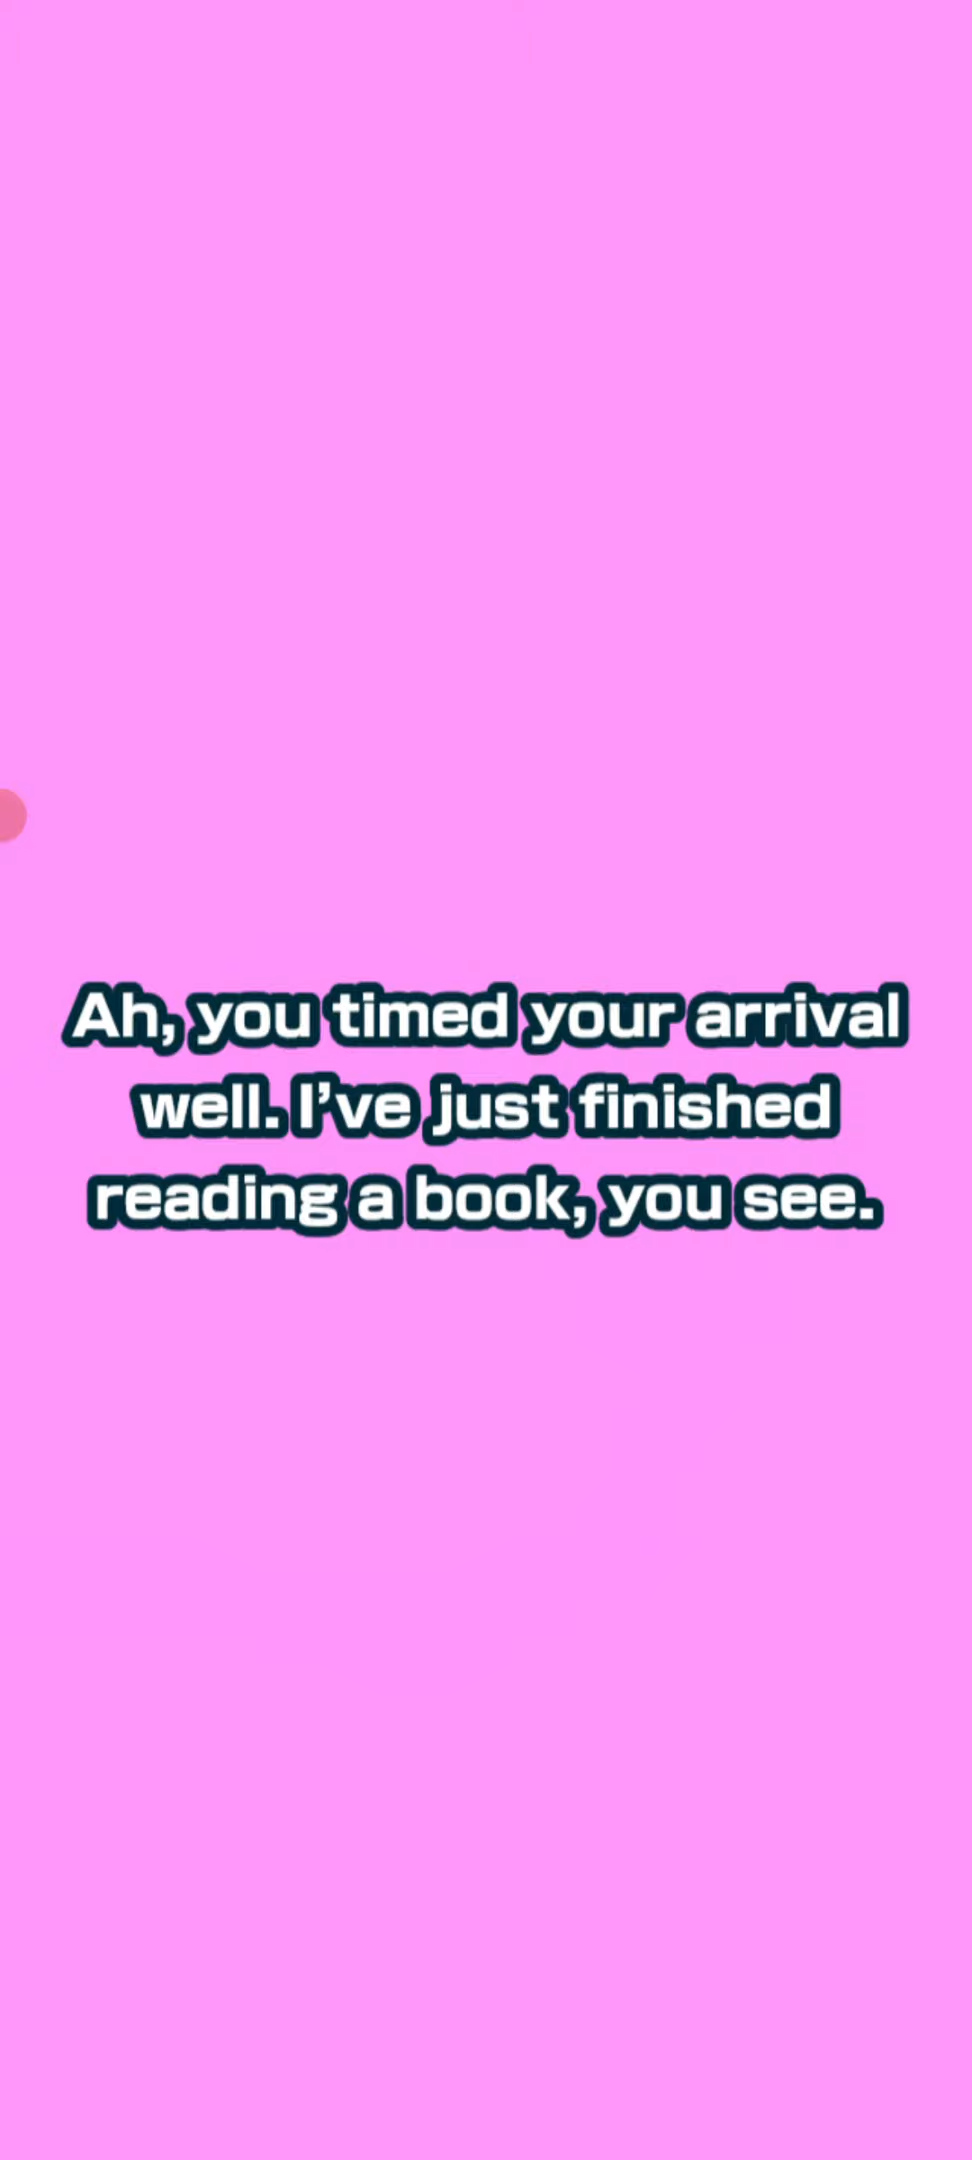 Ah, you timed your arrival
well. I’ve just finished
reading a book, you see.